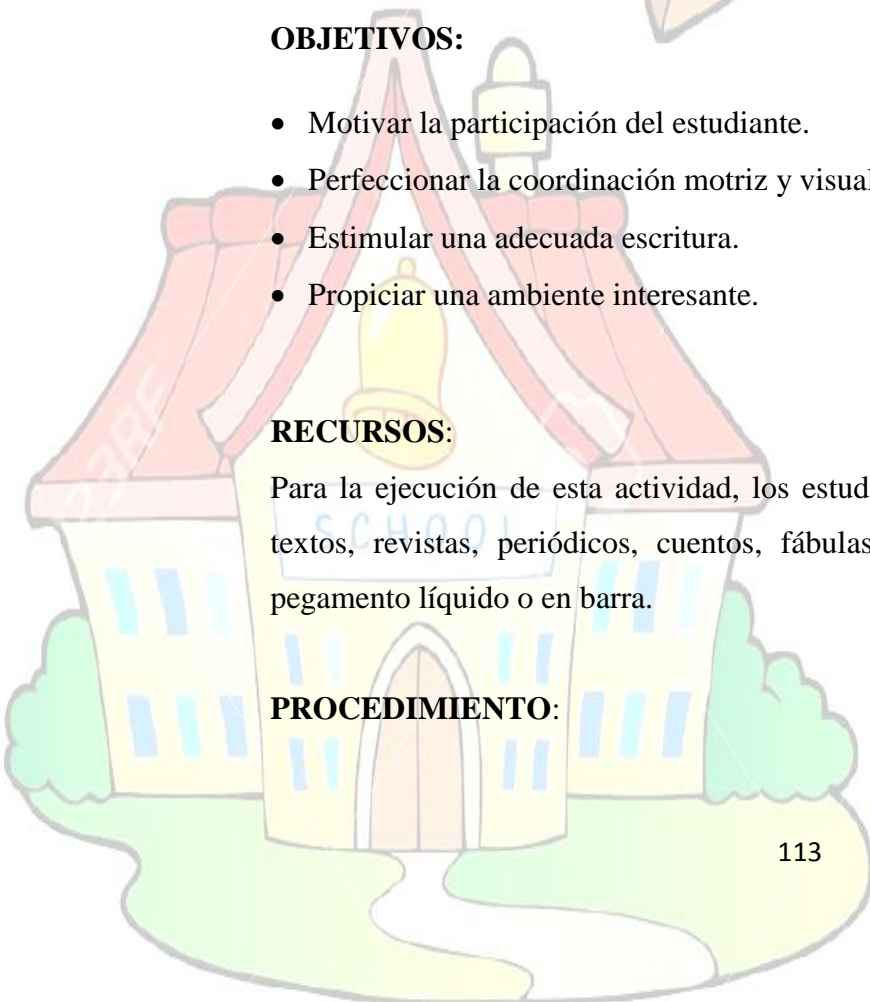 OBJETIVOS:
• Motivar la participación del estudiante.
• Perfeccionar la coordinación motriz y visual
• Estimular una adecuada escritura.
• Propiciar una ambiente interesante.
RECURSOS:
Para la ejecución de esta actividad, los estud
textos, revistas, periódicos, cuentos, fábulas
pegamento líquido o en barra.
SCHOOL
PROCEDIMIENTO:
113
123RF